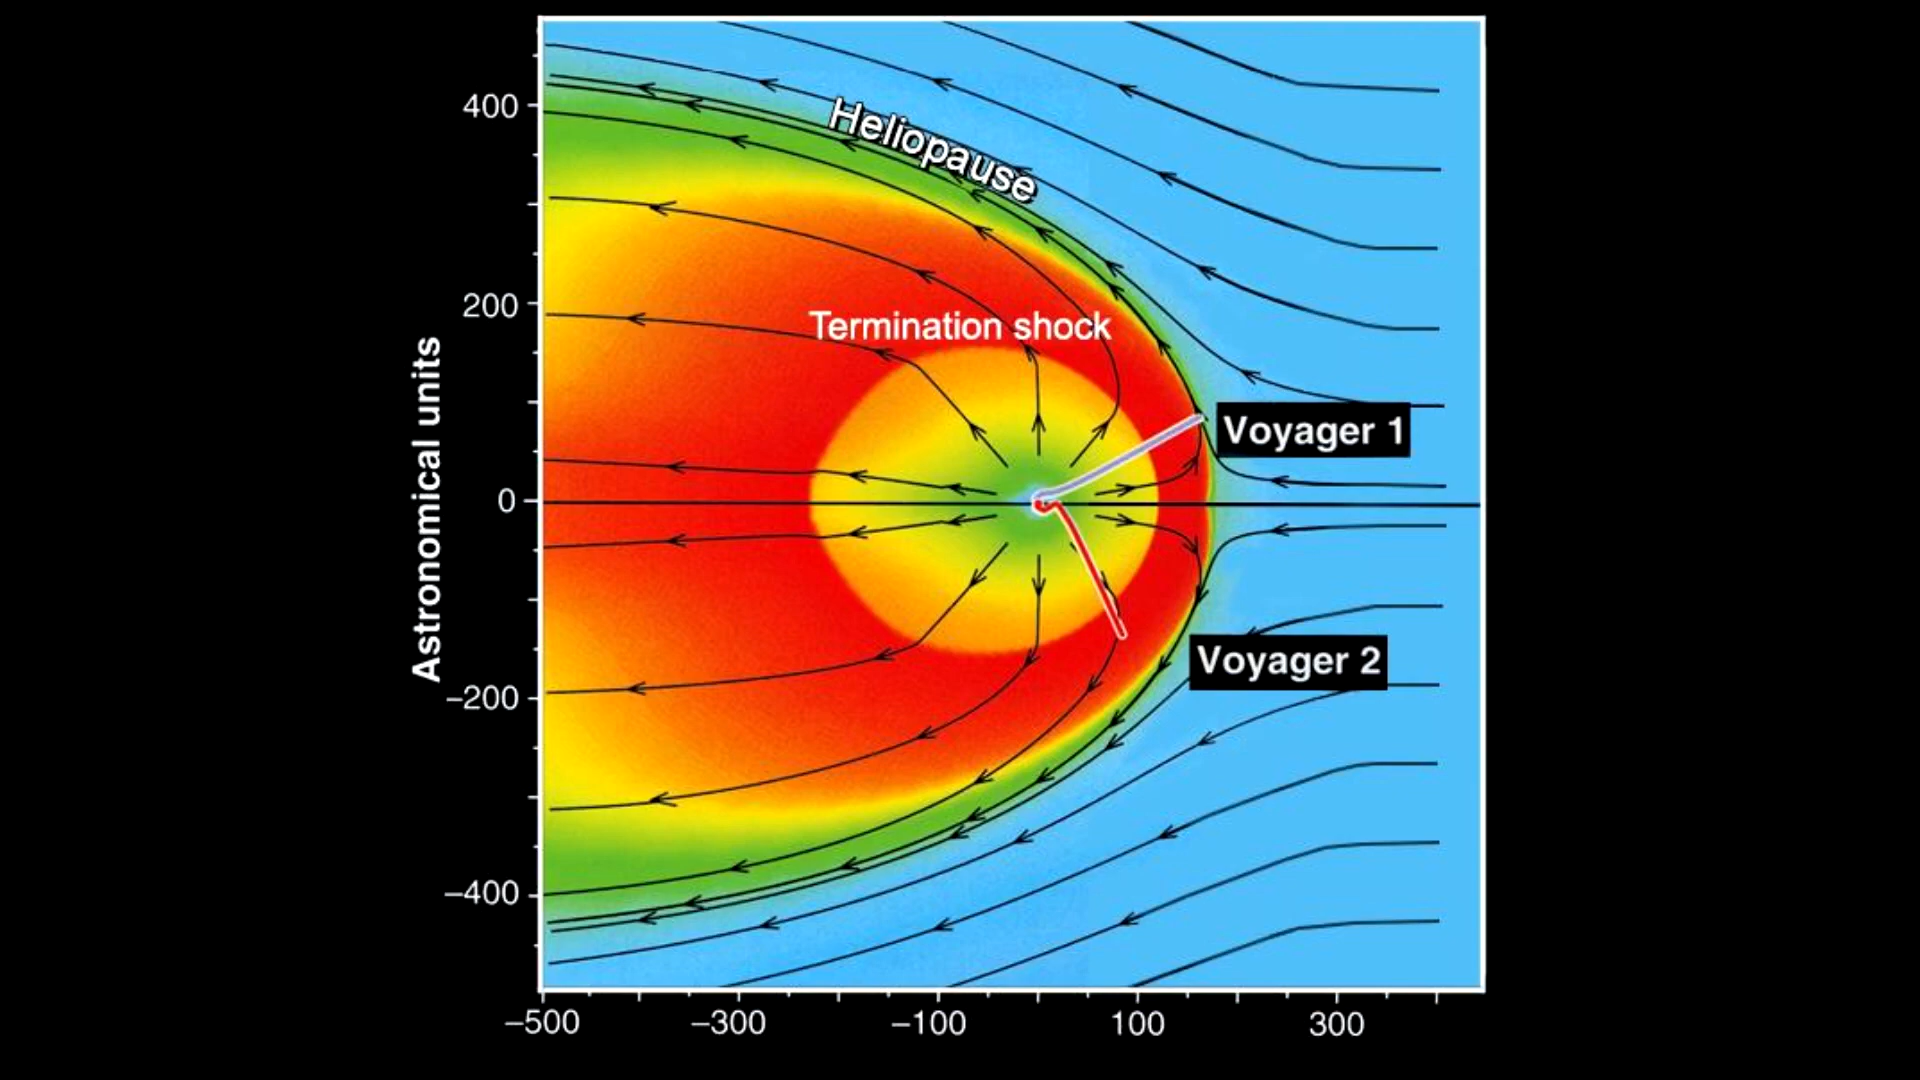 Heliopause
Termination shock
Voyager 1
Voyager 2
Astronomical units
400
200
0
−200
−400
−500
−300
−100
100
300